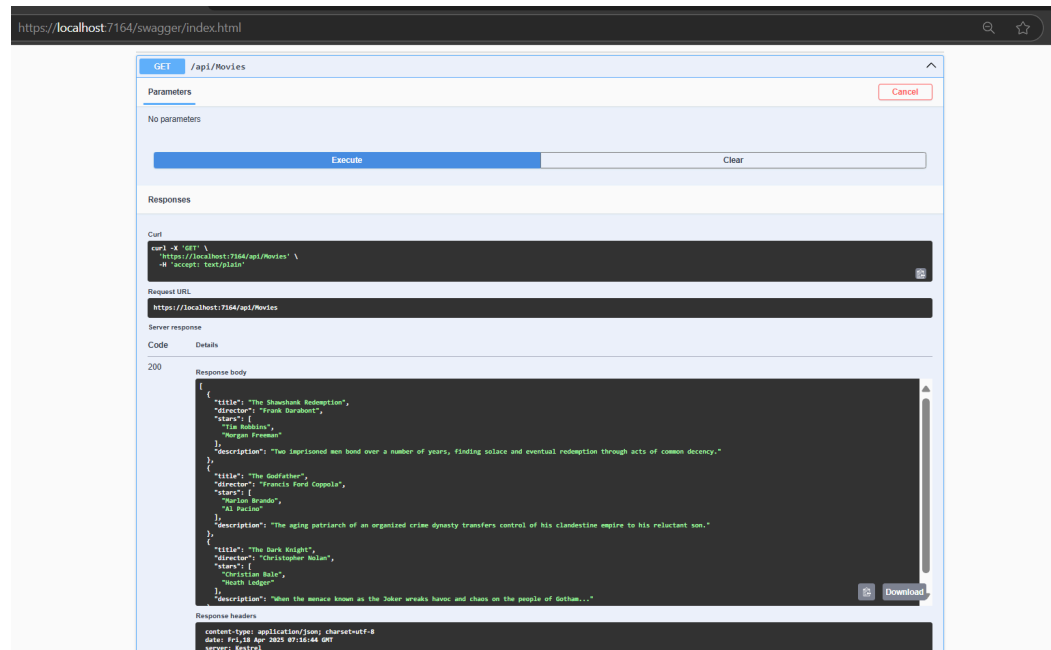 https://localhost:7164/swagger/index.html
GET /api/Movies
Parameters Cancel
No parameters
Execute Clear
Responses
Curl
curl -X 'GET' \
'https://localhost:7164/api/Movies' \
-H 'accept: text/plain'
Request URL
https://localhost:7164/api/Movies
Server response
Code Details
200
Response body
[
{
"title": "The Shawshank Redemption",
"director": "Frank Darabont",
"stars": [
"Tim Robbins",
"Morgan Freeman"
],
"description": "Two imprisoned men bond over a number of years, finding solace and eventual redemption through acts of common decency."
},
{
"title": "The Godfather",
"director": "Francis Ford Coppola",
"stars": [
"Marlon Brando",
"Al Pacino"
],
"description": "The aging patriarch of an organized crime dynasty transfers control of his clandestine empire to his reluctant son."
},
{
"title": "The Dark Knight",
"director": "Christopher Nolan",
"stars": [
"Christian Bale",
"Heath Ledger"
],
"description": "When the menace known as the Joker wreaks havoc and chaos on the people of Gotham..."
Download
Response headers
content-type: application/json; charset=utf-8
date: Fri,18 Apr 2025 07:16:44 GMT
server: Kestrel